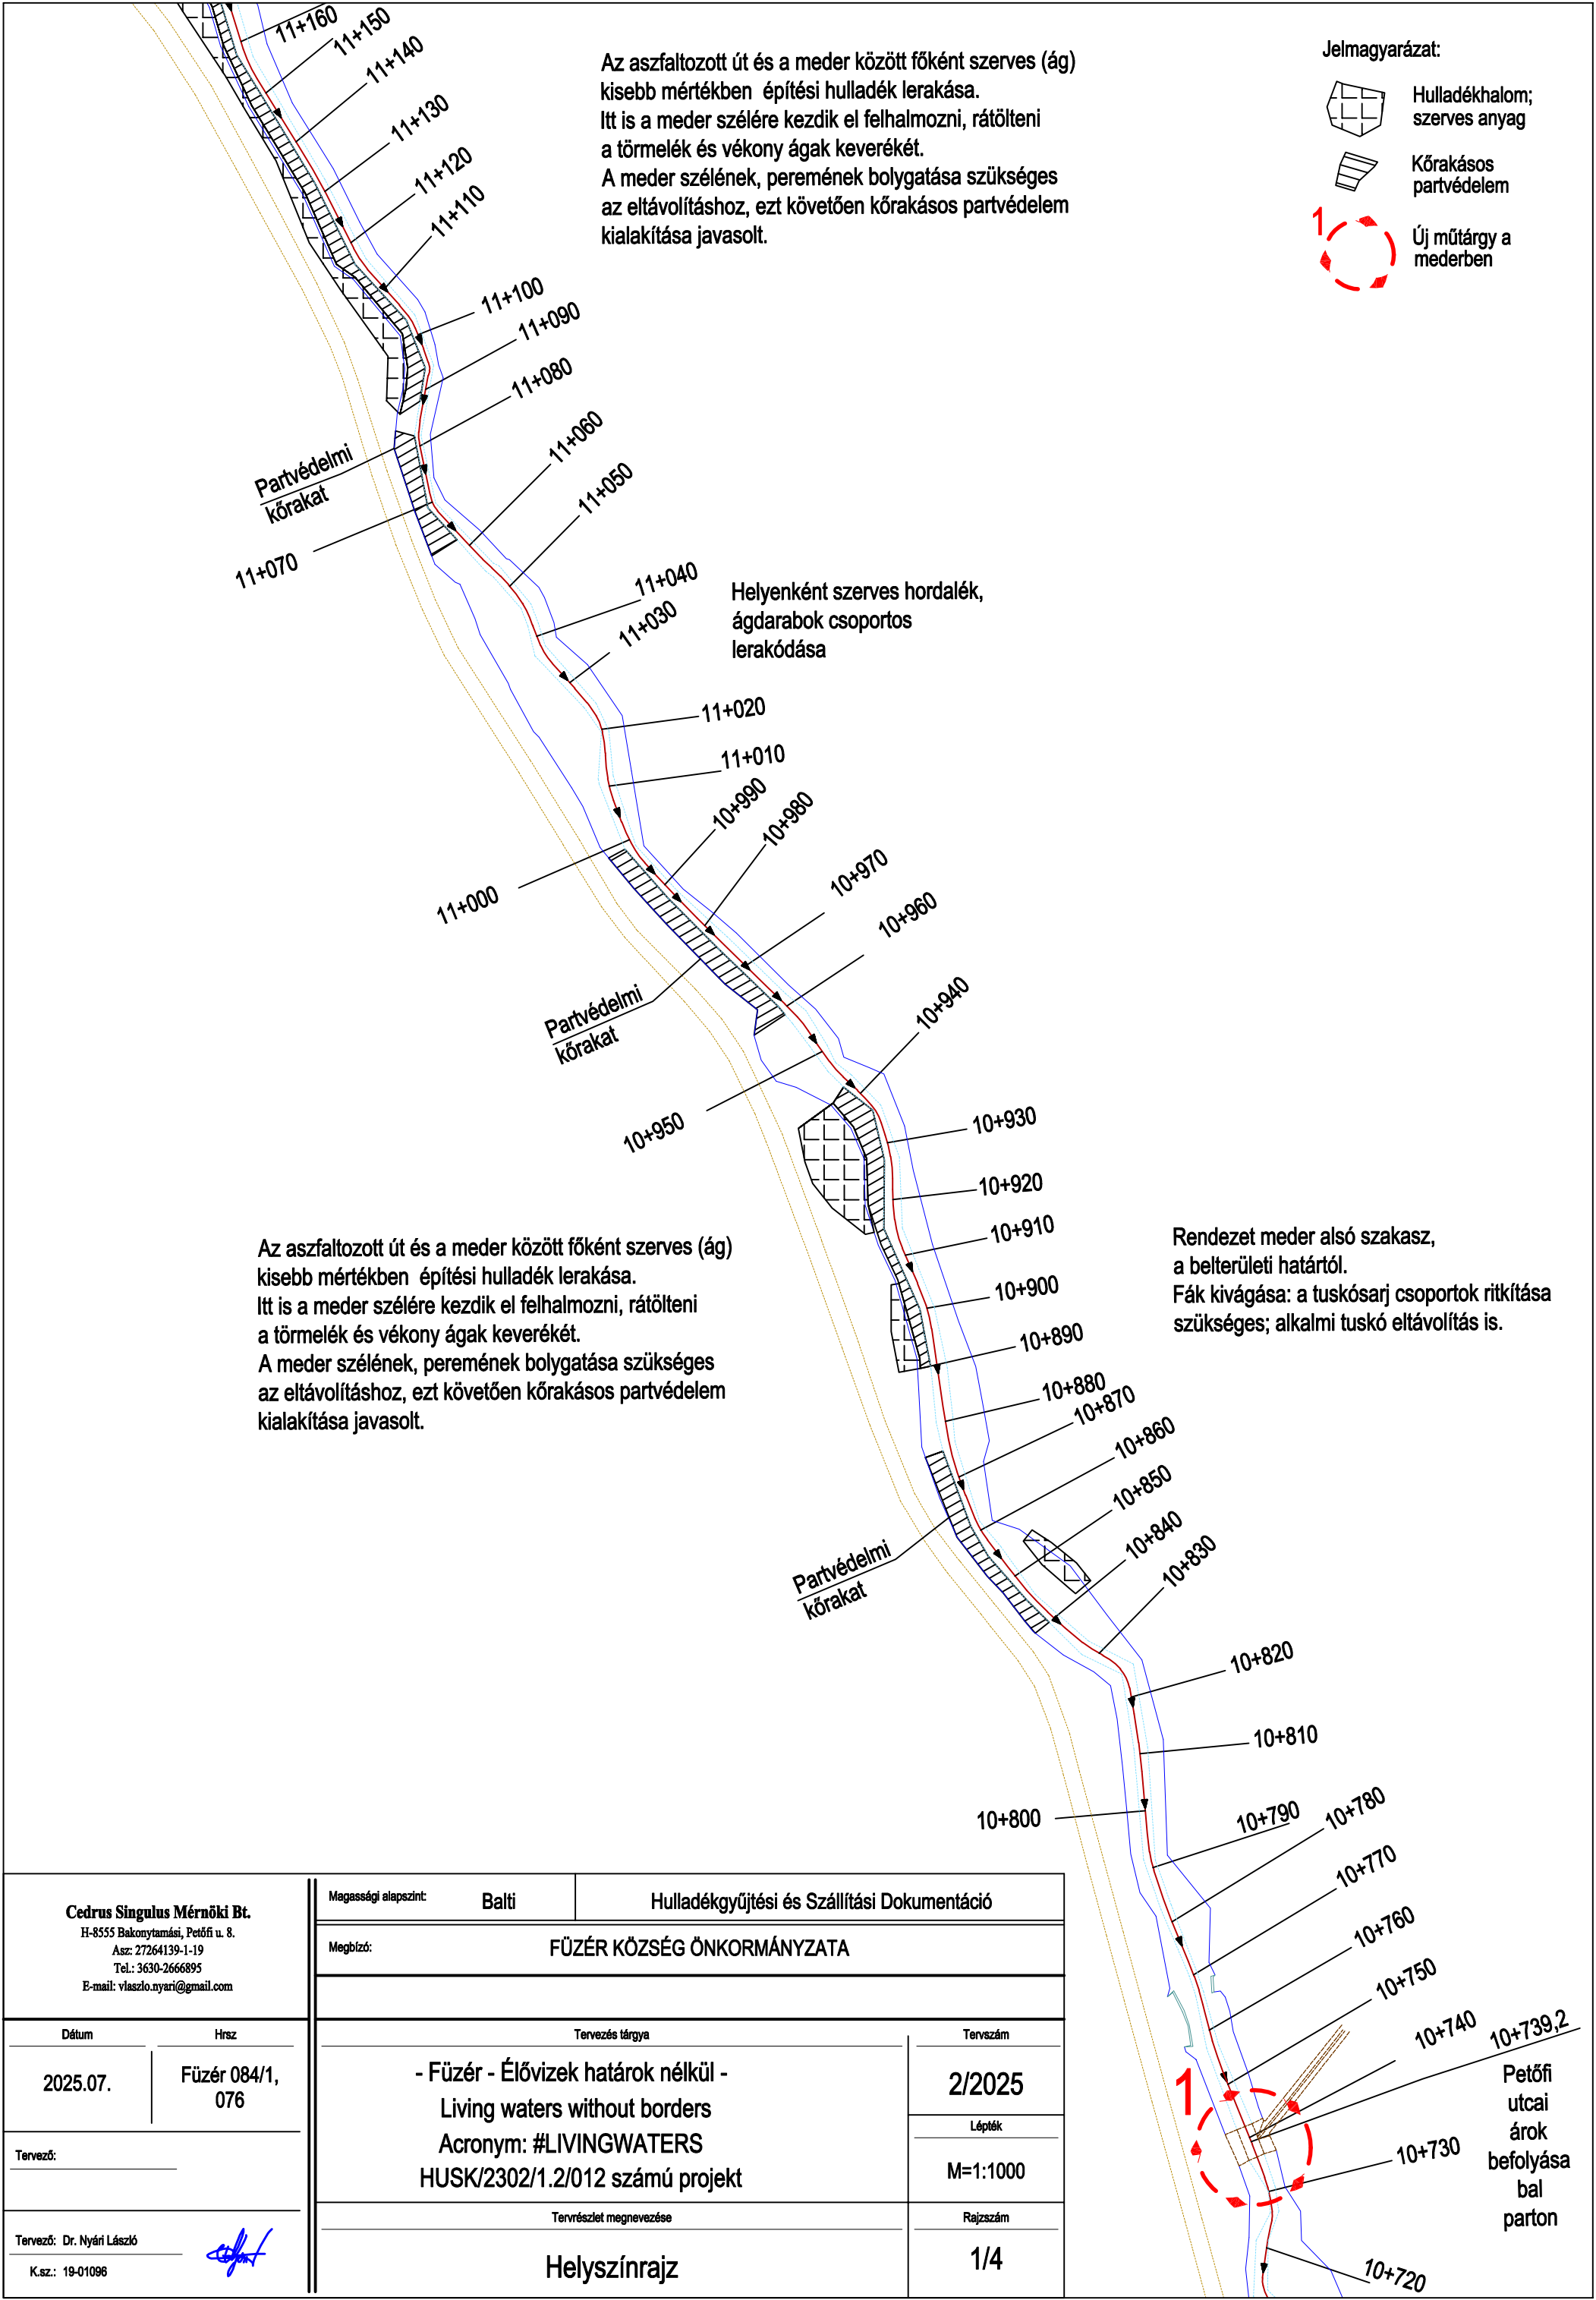 11+160
11+150
11+140
11+130
11+120
11+110
11+100
11+090
11+080
11+060
11+050
Az aszfaltozott út és a meder között főként szerves (ág)
kisebb mértékben építési hulladék lerakása.
Itt is a meder szélére kezdik el felhalmozni, rátölteni
a törmelék és vékony ágak keverékét.
A meder szélének, peremének bolygatása szükséges
az eltávolításhoz, ezt követően kőrakásos partvédelem
kialakítása javasolt.
Jelmagyarázat:
Hulladékhalom;
szerves anyag
Kőrakásos
partvédelem
1
Új műtárgy a
mederben
Partvédelmi
kőrakat
11+070
11+040
11+030
Helyenként szerves hordalék,
ágdarabok csoportos
lerakódása
11+020
11+010
10+990
10+980
10+970
10+960
11+000
Partvédelmi
kőrakat
10+940
10+950
10+930
10+920
10+910
10+900
10+890
10+880
10+870
10+860
10+850
10+840
10+830
Az aszfaltozott út és a meder között főként szerves (ág)
kisebb mértékben építési hulladék lerakása.
Itt is a meder szélére kezdik el felhalmozni, rátölteni
a törmelék és vékony ágak keverékét.
A meder szélének, peremének bolygatása szükséges
az eltávolításhoz, ezt követően kőrakásos partvédelem
kialakítása javasolt.
Rendezet meder alsó szakasz,
a belterületi határtól.
Fák kivágása: a tuskósarj csoportok ritkítása
szükséges; alkalmi tuskó eltávolítás is.
Partvédelmi
kőrakat
10+820
10+810
10+800
10+790
10+780
10+770
10+760
10+750
10+740
10+739,2
1
Petőfi
utcai
árok
befolyása
bal
parton
10+730
10+720
Cedrus Singulus Mérnöki Bt.
H-8555 Bakonytamási, Petőfi u. 8.
Asz: 27264139-1-19
Tel.: 3630-2666895
E-mail: vlaszlo.nyari@gmail.com
Magassági alapszint: Balti
Hulladékgyűjtési és Szállítási Dokumentáció
Megbízó: FÜZÉR KÖZSÉG ÖNKORMÁNYZATA
Dátum
2025.07.
Hrsz
Füzér 084/1,
076
Tervezés tárgya
- Füzér - Élővizek határok nélkül -
Living waters without borders
Acronym: #LIVINGWATERS
HUSK/2302/1.2/012 számú projekt
Tervszám
2/2025
Lépték
M=1:1000
Tervező:
Tervező: Dr. Nyári László
K.sz.: 19-01096
Tervrészlet megnevezése
Helyszínrajz
Rajzszám
1/4